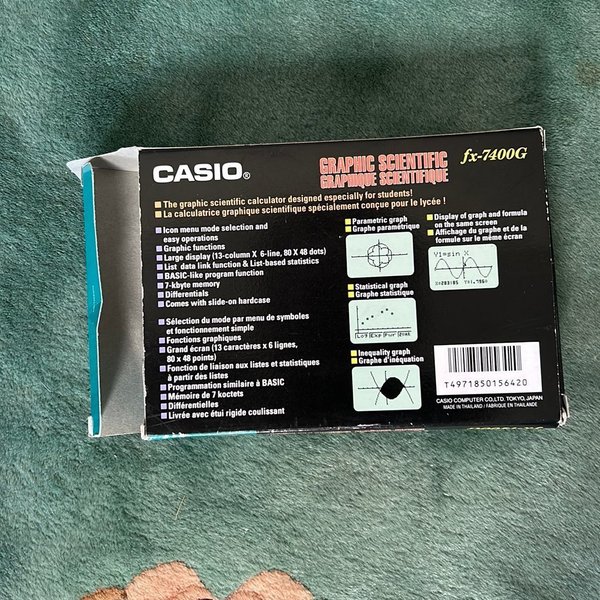 CASIO®
GRAPHIC SCIENTIFIC
GRAPHIQUE SCIENTIFIQUE
fx-7400G
The graphic scientific calculator designed especially for students!
La calculatrice graphique scientifique spécialement conçue pour le lycée !
Icon menu mode selection and
easy operations
Graphic functions
Large display (13-column X 6-line, 80 X 48 dots)
List data link function & List-based statistics
BASIC-like program function
7-kbyte memory
Differentials
Comes with slide-on hardcase
Sélection du mode par menu de symboles
et fonctionnement simple
Fonctions graphiques
Grand écran (13 caractères x 6 lignes,
80 x 48 points)
Fonction de liaison aux listes et statistiques
à partir des listes
Programmation similaire à BASIC
Mémoire de 7 koctets
Différentielles
Livrée avec étui rigide coulissant
Parametric graph
Graphe paramétrique
Statistical graph
Graphe statistique
Log Exp Pwr
Inequality graph
Graphe d'inéquation
Display of graph and formula
on the same screen
Affichage du graphe et de la
formule sur le même écran
Y1=sin X
T4971850156420
CASIO COMPUTER CO.,LTD. TOKYO, JAPAN
MADE IN THAILAND / FABRIQUE EN THAILANDE